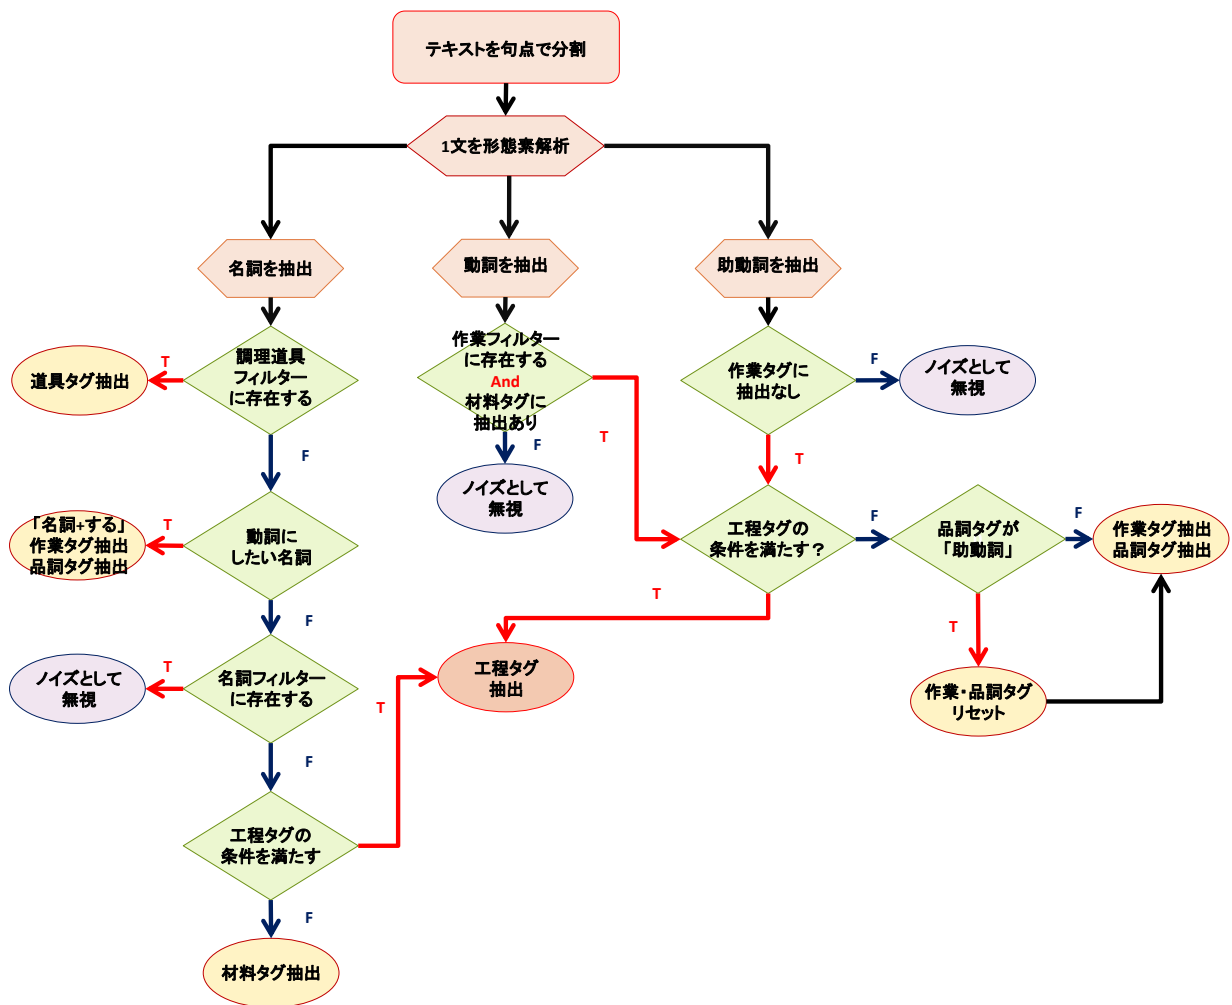 テキストを句点で分割
1文を形態素解析
名詞を抽出
動詞を抽出
助動詞を抽出
調理道具
フィルター
に存在する
T
道具タグ抽出
F
作業フィルター
に存在する
And
材料タグに
抽出あり
T
F
ノイズとして
無視
作業タグに
抽出なし
F
ノイズとして
無視
T
動詞に
したい名詞
T
「名詞+する」
作業タグ抽出
品詞タグ抽出
F
工程タグの
条件を満たす？
F
品詞タグが
「助動詞」
F
作業タグ抽出
品詞タグ抽出
T
T
作業・品詞タグ
リセット
名詞フィルター
に存在する
T
ノイズとして
無視
F
工程タグ
抽出
T
工程タグの
条件を満たす
F
材料タグ抽出